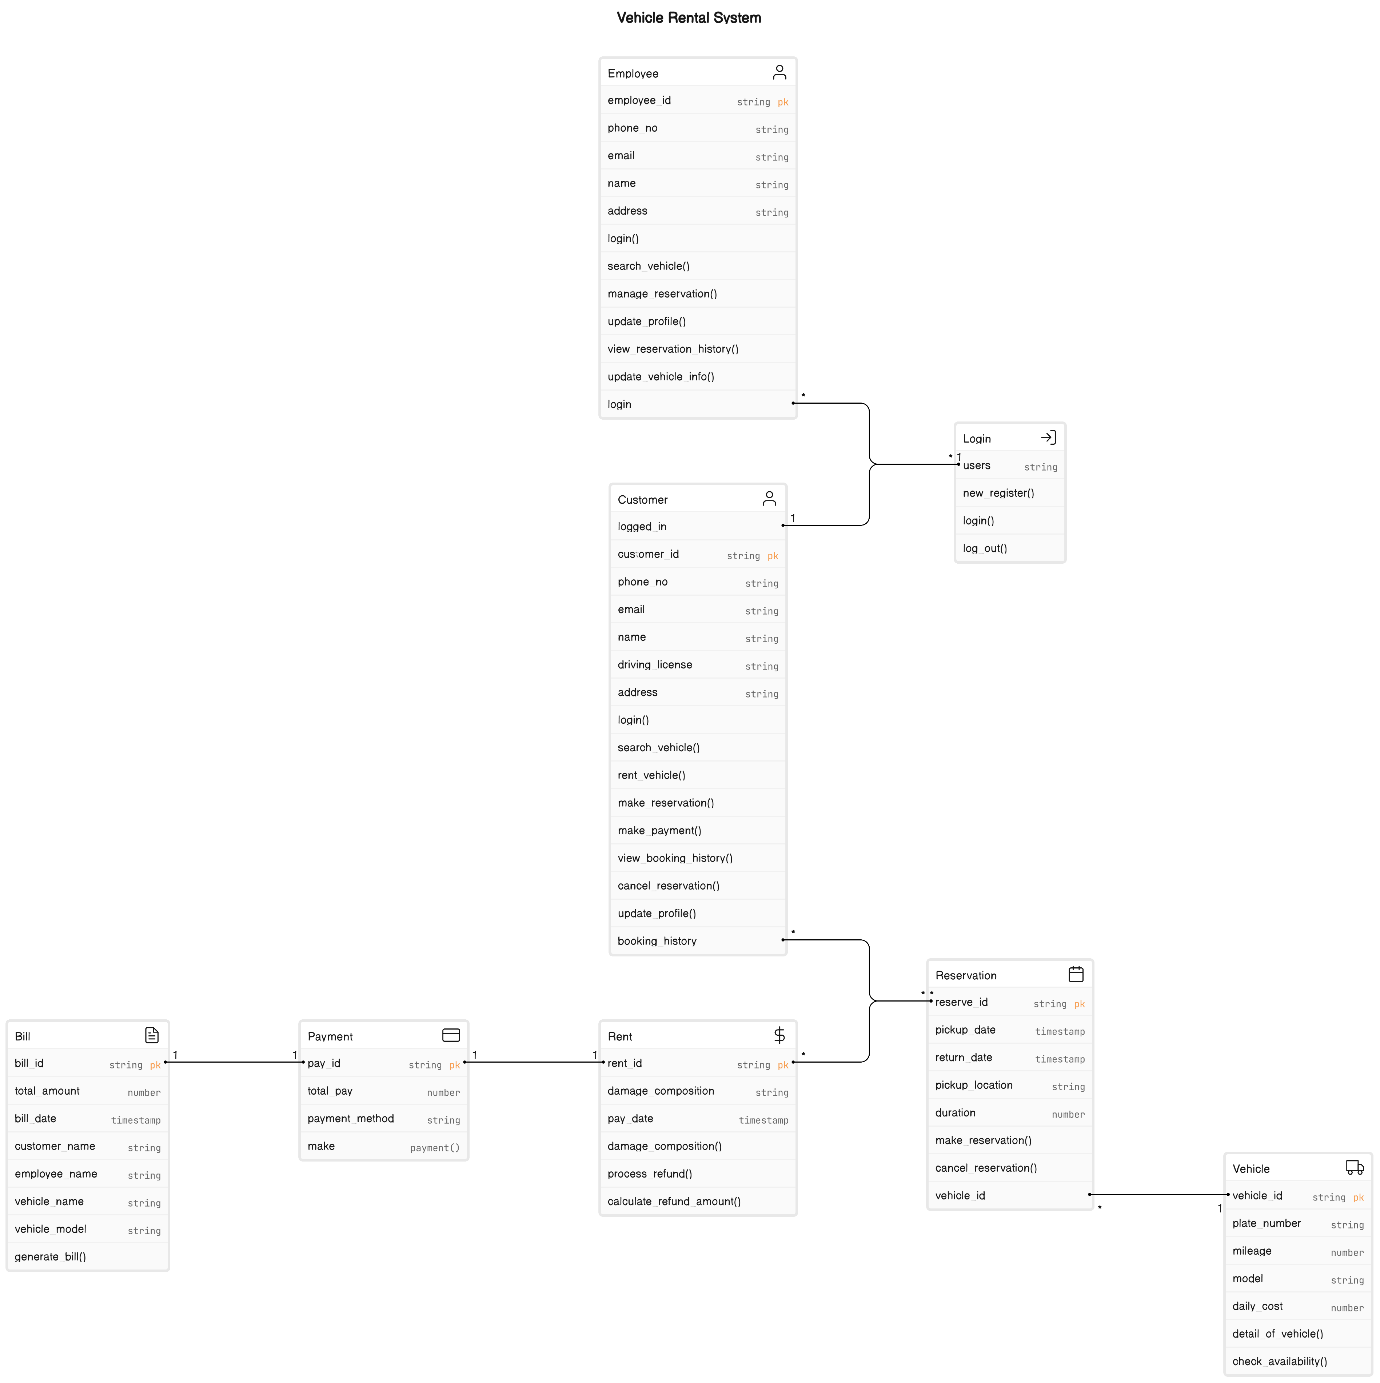 Vehicle Rental System
Employee
employee_id string pk
phone_no string
email string
name string
address string
login()
search_vehicle()
manage_reservation()
update_profile()
view_reservation_history()
update_vehicle_info()
login *
Login
* 1 users string
new_register()
login()
log_out()
Customer
logged_in 1
customer_id string pk
phone_no string
email string
name string
driving_license string
address string
login()
search_vehicle()
rent_vehicle()
make_reservation()
make_payment()
view_booking_history()
cancel_reservation()
update_profile()
booking_history *
Reservation
* * reserve_id string pk
pickup_date timestamp
return_date timestamp
pickup_location string
duration number
make_reservation()
cancel_reservation()
vehicle_id *
Bill
bill_id string pk 1
total_amount number
bill_date timestamp
customer_name string
employee_name string
vehicle_name string
vehicle_model string
generate_bill()
Payment
1 pay_id string pk 1
total_pay number
payment_method string
make payment()
Rent
1 rent_id string pk *
damage_composition string
pay_date timestamp
damage_composition()
process_refund()
calculate_refund_amount()
Vehicle
1 vehicle_id string pk
plate_number string
mileage number
model string
daily_cost number
detail_of_vehicle()
check_availability()